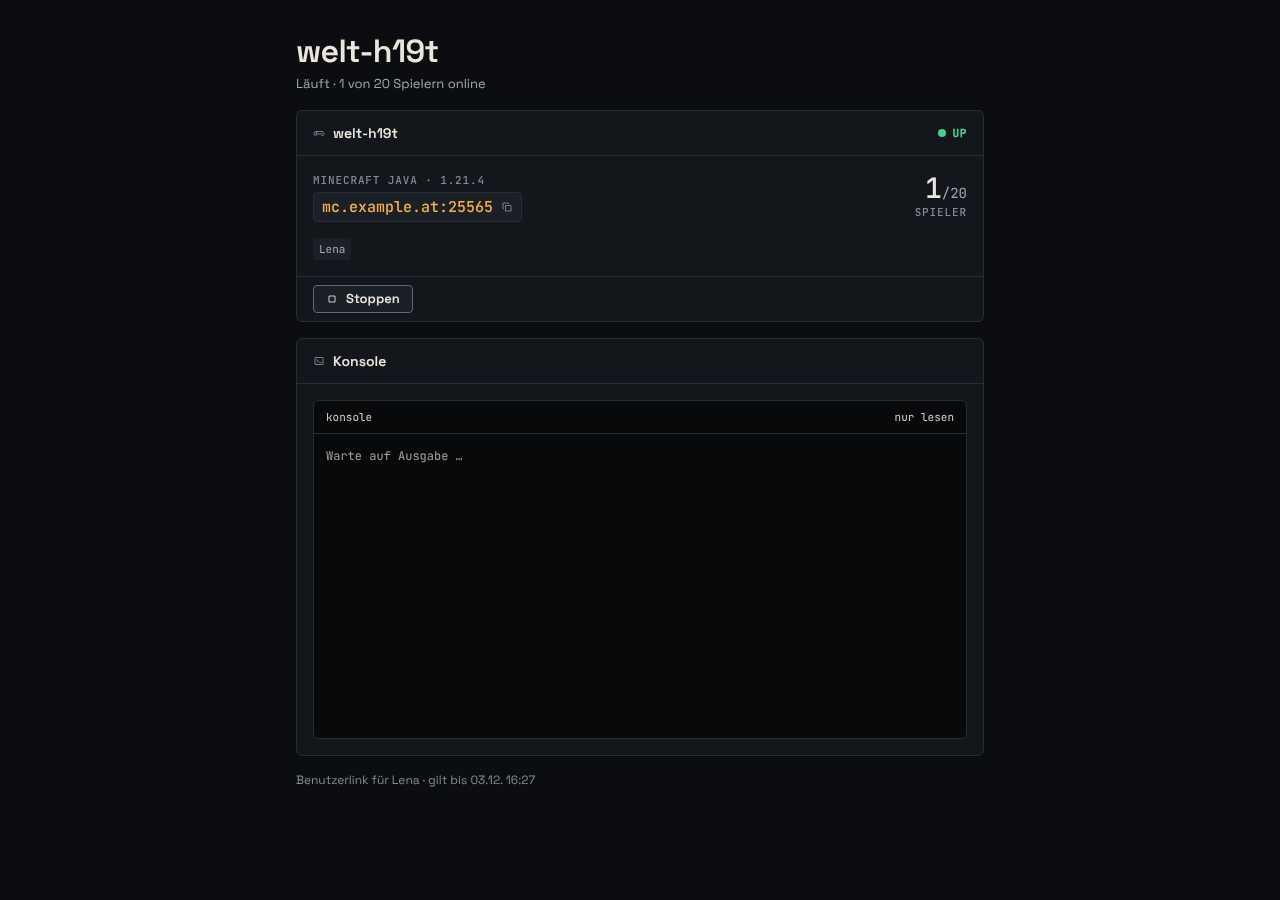 welt-h19t
Läuft · 1 von 20 Spielern online
welt-h19t
UP
MINECRAFT JAVA · 1.21.4
mc.example.at:25565
1/20
SPIELER
Lena
Stoppen
Konsole
konsole
nur lesen
Warte auf Ausgabe …
Benutzerlink für Lena · gilt bis 03.12. 16:27